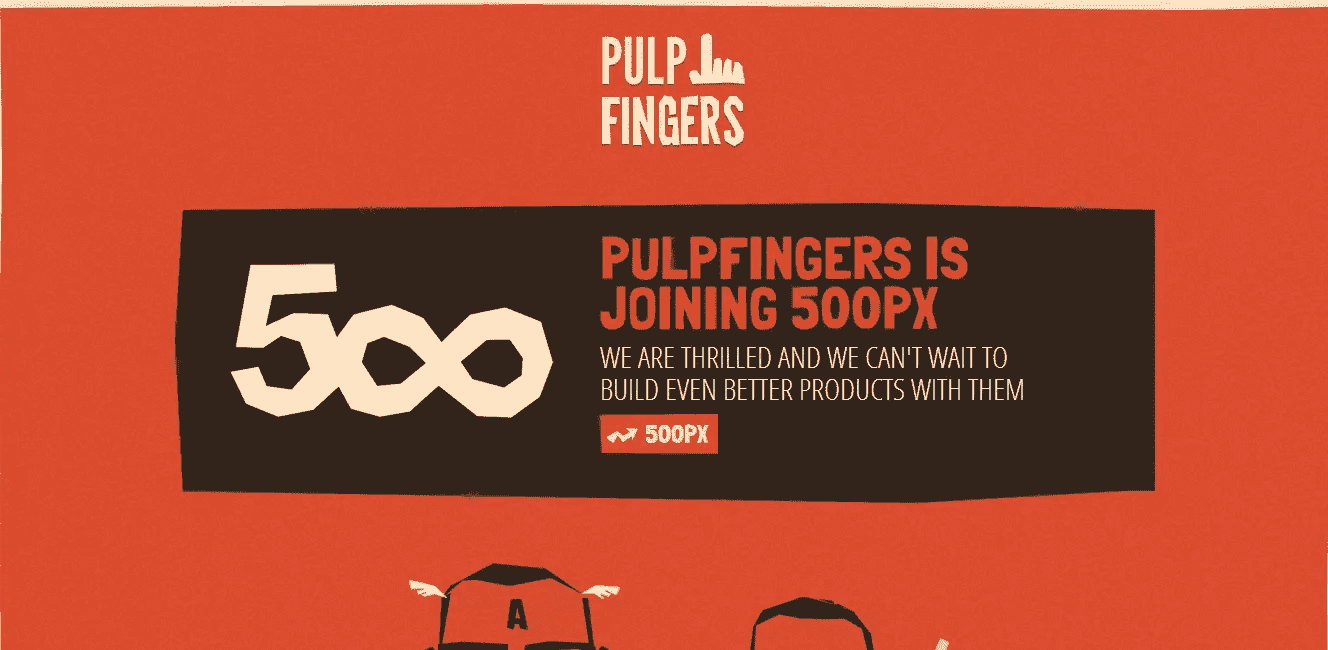 PULP
FINGERS
500
PULPFINGERS IS
JOINING 500PX
WE ARE THRILLED AND WE CAN'T WAIT TO
BUILD EVEN BETTER PRODUCTS WITH THEM
500PX
A